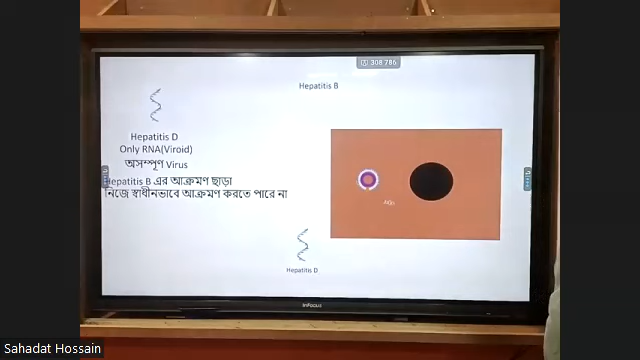 308 786
Hepatitis B
Hepatitis D
Only RNA(Viroid)
অসম্পূণ Virus
Hepatitis B এর আক্রমণ ছাড়া
নিজে স্বাধীনভাবে আক্রমণ করতে পারে না
Hepatitis D
InFocus
Sahadat Hossain